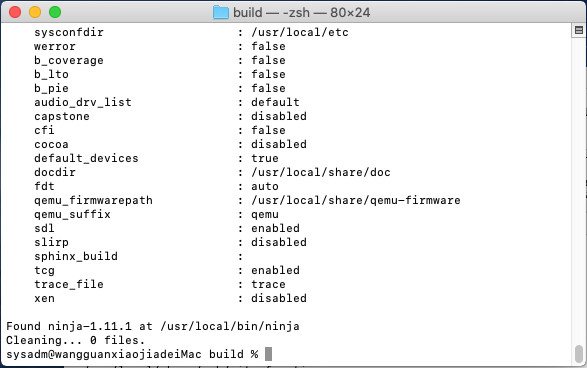 build — -zsh — 80×24
sysconfdir : /usr/local/etc
werror : false
b_coverage : false
b_lto : false
b_pie : false
audio_drv_list : default
capstone : disabled
cfi : false
cocoa : disabled
default_devices : true
docdir : /usr/local/share/doc
fdt : auto
qemu_firmwarepath : /usr/local/share/qemu-firmware
qemu_suffix : qemu
sdl : enabled
slirp : disabled
sphinx_build :
tcg : enabled
trace_file : trace
xen : disabled
Found ninja-1.11.1 at /usr/local/bin/ninja
Cleaning... 0 files.
sysadm@wangguanxiaojiadeiMac build %